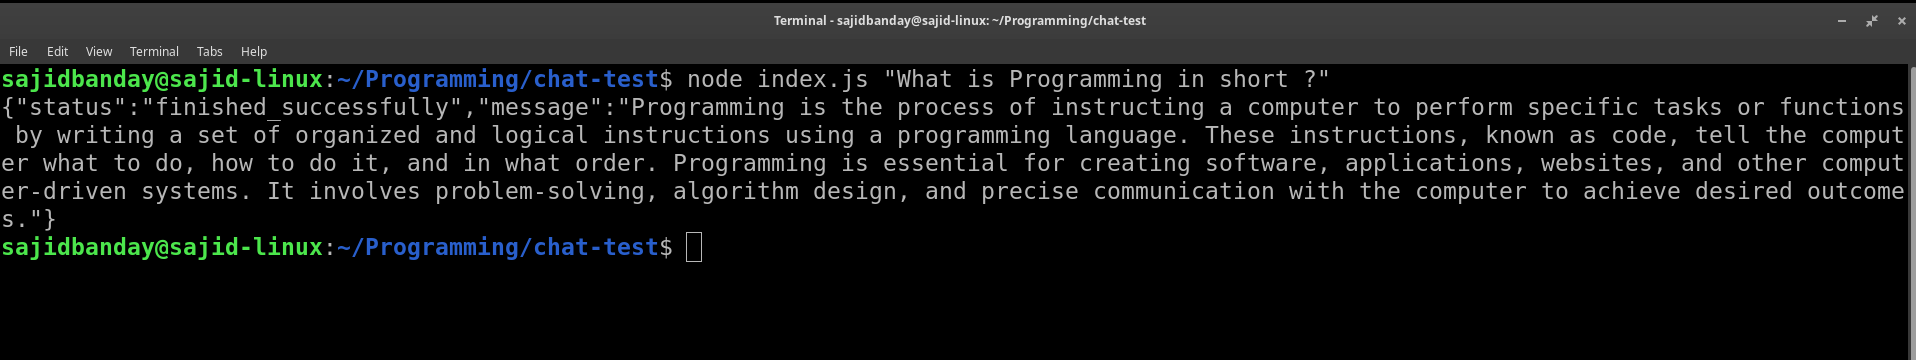 Terminal - sajidbanday@sajid-linux: ~/Programming/chat-test
File Edit View Terminal Tabs Help
sajidbanday@sajid-linux:~/Programming/chat-test$ node index.js "What is Programming in short ?"
{"status":"finished_successfully","message":"Programming is the process of instructing a computer to perform specific tasks or functions
 by writing a set of organized and logical instructions using a programming language. These instructions, known as code, tell the comput
er what to do, how to do it, and in what order. Programming is essential for creating software, applications, websites, and other comput
er-driven systems. It involves problem-solving, algorithm design, and precise communication with the computer to achieve desired outcome
s."}
sajidbanday@sajid-linux:~/Programming/chat-test$